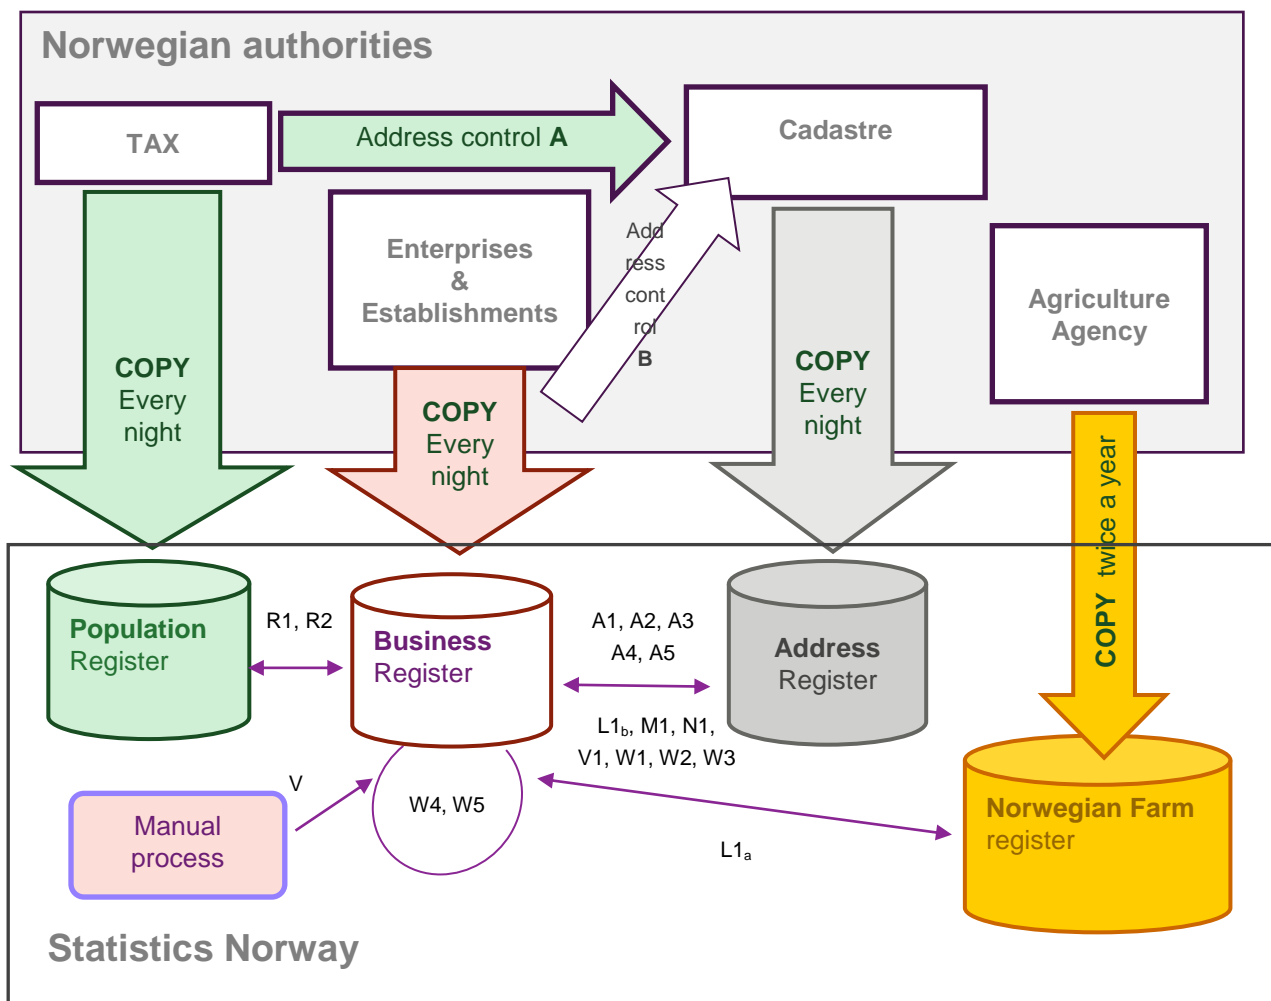 Norwegian authorities
TAX
Address control A
Cadastre
Enterprises
&
Establishments
Add
ress
cont
rol
B
Agriculture
Agency
COPY
Every
night
COPY
Every
night
COPY
Every
night
COPY twice a year
Population
Register
R1, R2
Business
Register
A1, A2, A3
A4, A5
Address
Register
L1b, M1, N1,
V1, W1, W2, W3
V
W4, W5
Manual
process
L1a
Norwegian Farm
register
Statistics Norway